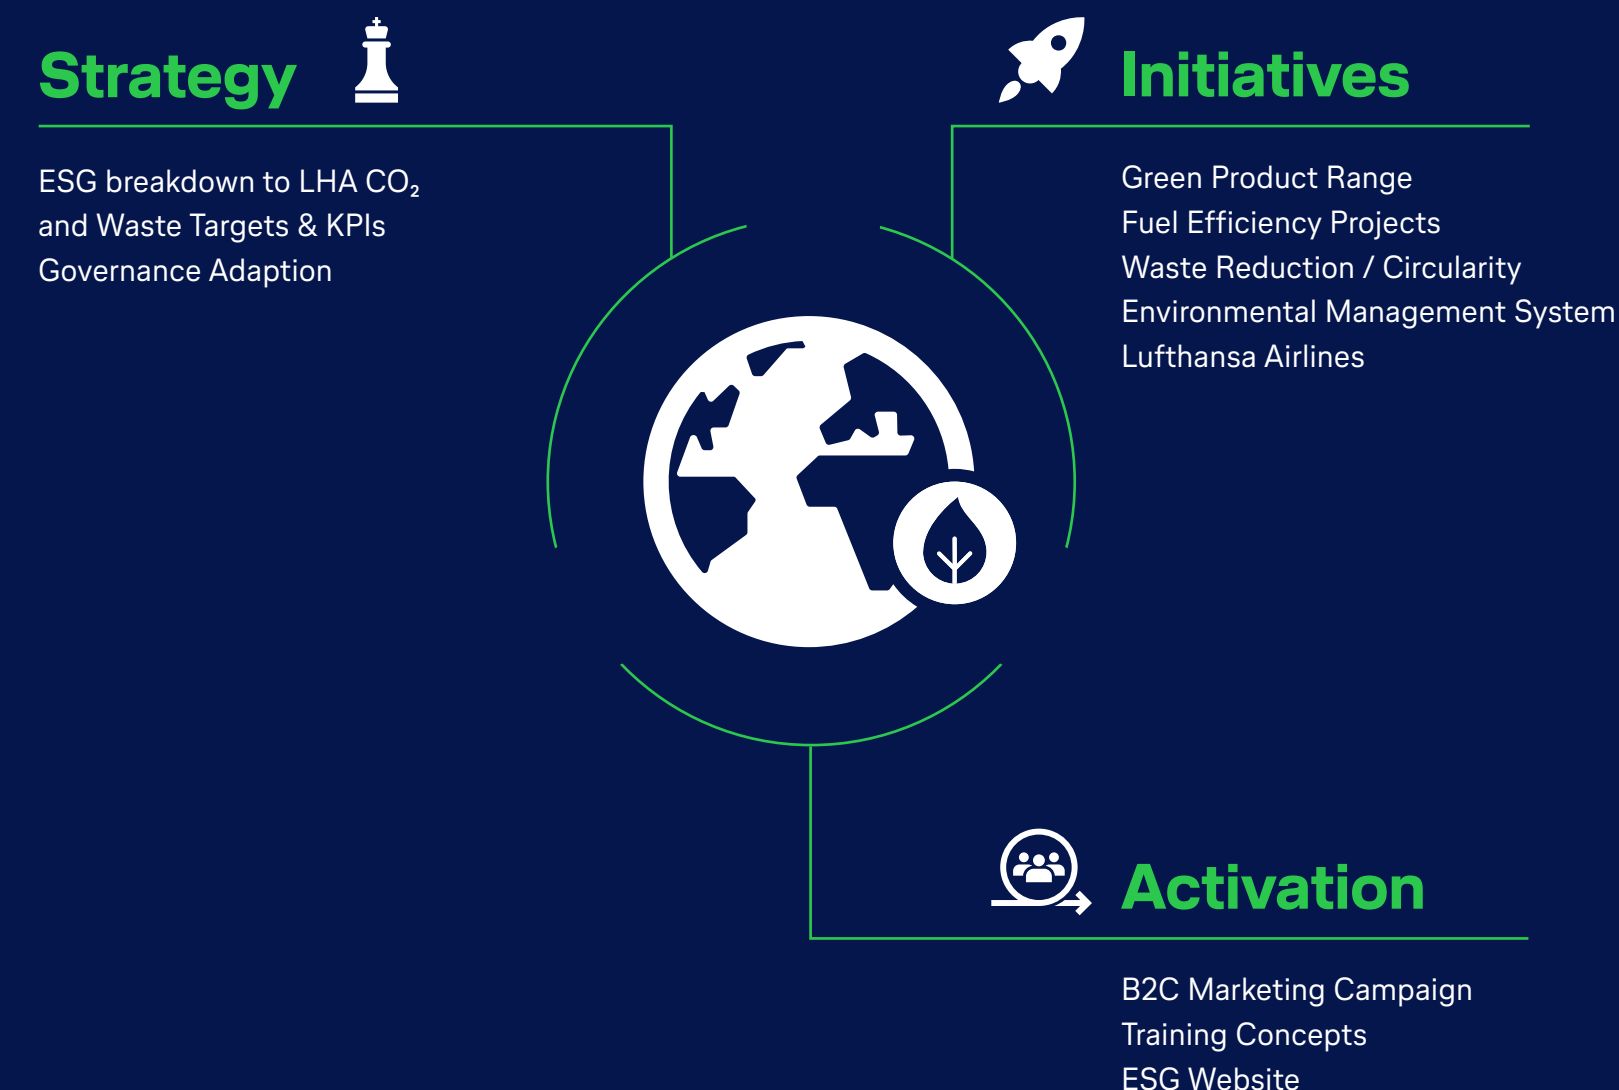 Strategy
ESG breakdown to LHA CO₂
and Waste Targets & KPIs
Governance Adaption
Initiatives
Green Product Range
Fuel Efficiency Projects
Waste Reduction / Circularity
Environmental Management System
Lufthansa Airlines
Activation
B2C Marketing Campaign
Training Concepts
ESG Website